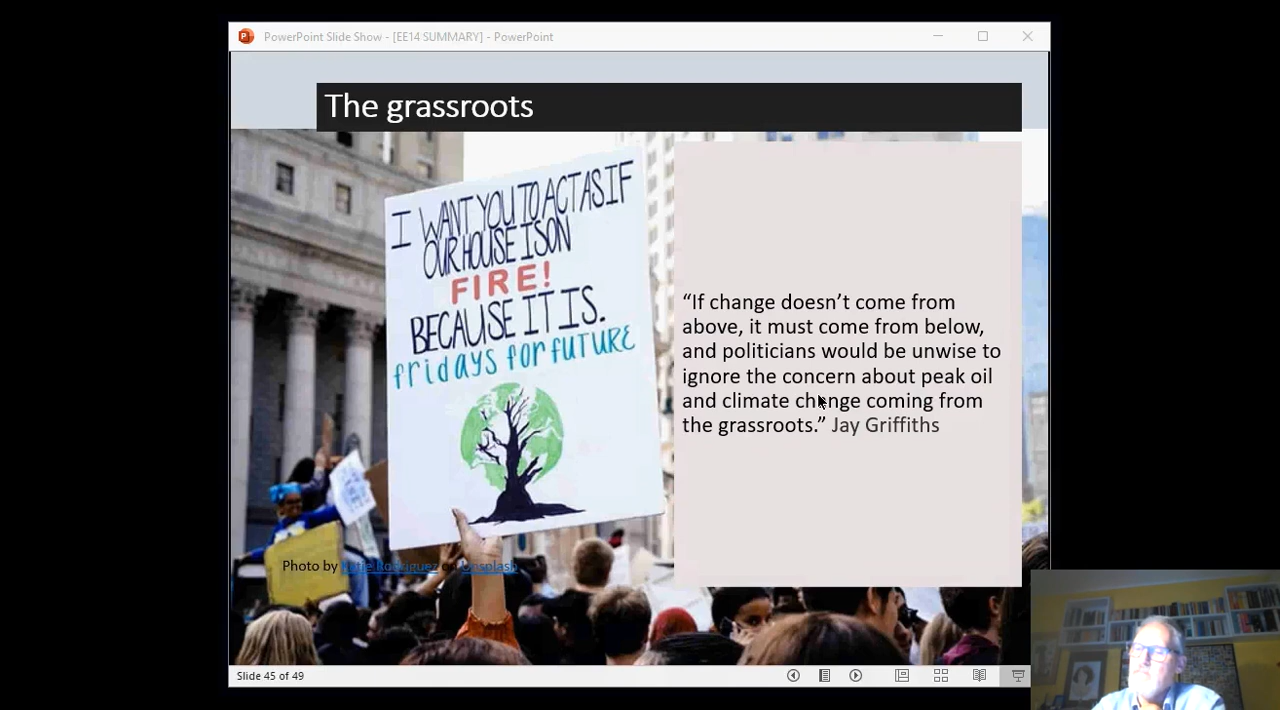 PowerPoint Slide Show - [EE14 SUMMARY] - PowerPoint
The grassroots
I WANT YOU TO ACT AS IF
OUR HOUSE IS ON
FIRE!
BECAUSE IT IS.
fridays for fuTURE
“If change doesn’t come from
above, it must come from below,
and politicians would be unwise to
ignore the concern about peak oil
and climate change coming from
the grassroots.” Jay Griffiths
Photo by Katie Rodriguez on Unsplash
Slide 45 of 49